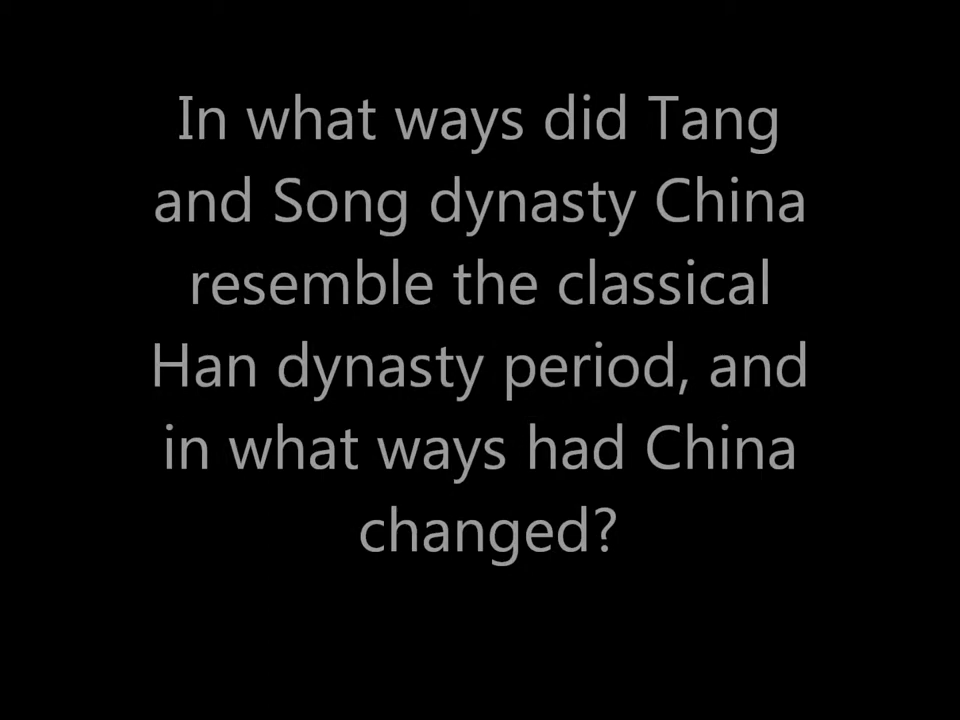 In what ways did Tang
and Song dynasty China
resemble the classical
Han dynasty period, and
in what ways had China
changed?